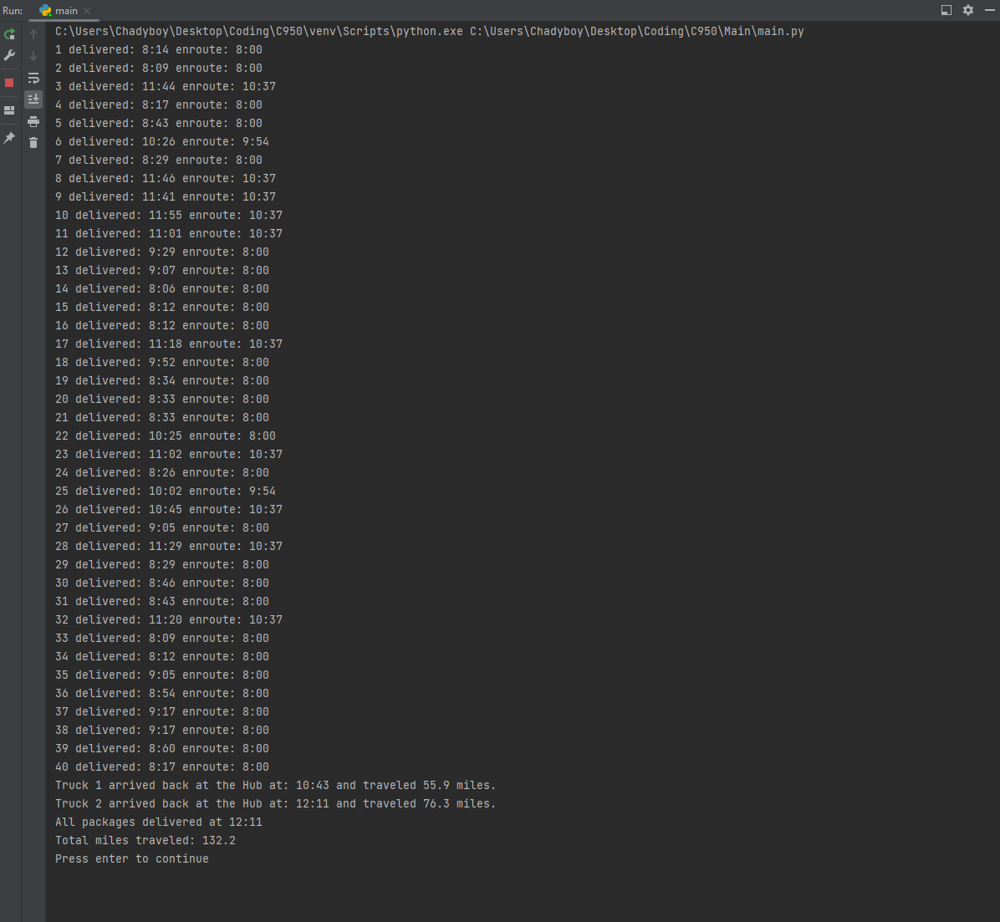 Run: main
C:\Users\Chadyboy\Desktop\Coding\C950\venv\Scripts\python.exe C:\Users\Chadyboy\Desktop\Coding\C950\Main\main.py
1 delivered: 8:14 enroute: 8:00
2 delivered: 8:09 enroute: 8:00
3 delivered: 11:44 enroute: 10:37
4 delivered: 8:17 enroute: 8:00
5 delivered: 8:43 enroute: 8:00
6 delivered: 10:26 enroute: 9:54
7 delivered: 8:29 enroute: 8:00
8 delivered: 11:46 enroute: 10:37
9 delivered: 11:41 enroute: 10:37
10 delivered: 11:55 enroute: 10:37
11 delivered: 11:01 enroute: 10:37
12 delivered: 9:29 enroute: 8:00
13 delivered: 9:07 enroute: 8:00
14 delivered: 8:06 enroute: 8:00
15 delivered: 8:12 enroute: 8:00
16 delivered: 8:12 enroute: 8:00
17 delivered: 11:18 enroute: 10:37
18 delivered: 9:52 enroute: 8:00
19 delivered: 8:34 enroute: 8:00
20 delivered: 8:33 enroute: 8:00
21 delivered: 8:33 enroute: 8:00
22 delivered: 10:25 enroute: 8:00
23 delivered: 11:02 enroute: 10:37
24 delivered: 8:26 enroute: 8:00
25 delivered: 10:02 enroute: 9:54
26 delivered: 10:45 enroute: 10:37
27 delivered: 9:05 enroute: 8:00
28 delivered: 11:29 enroute: 10:37
29 delivered: 8:29 enroute: 8:00
30 delivered: 8:46 enroute: 8:00
31 delivered: 8:43 enroute: 8:00
32 delivered: 11:20 enroute: 10:37
33 delivered: 8:09 enroute: 8:00
34 delivered: 8:12 enroute: 8:00
35 delivered: 9:05 enroute: 8:00
36 delivered: 8:54 enroute: 8:00
37 delivered: 9:17 enroute: 8:00
38 delivered: 9:17 enroute: 8:00
39 delivered: 8:60 enroute: 8:00
40 delivered: 8:17 enroute: 8:00
Truck 1 arrived back at the Hub at: 10:43 and traveled 55.9 miles.
Truck 2 arrived back at the Hub at: 12:11 and traveled 76.3 miles.
All packages delivered at 12:11
Total miles traveled: 132.2
Press enter to continue